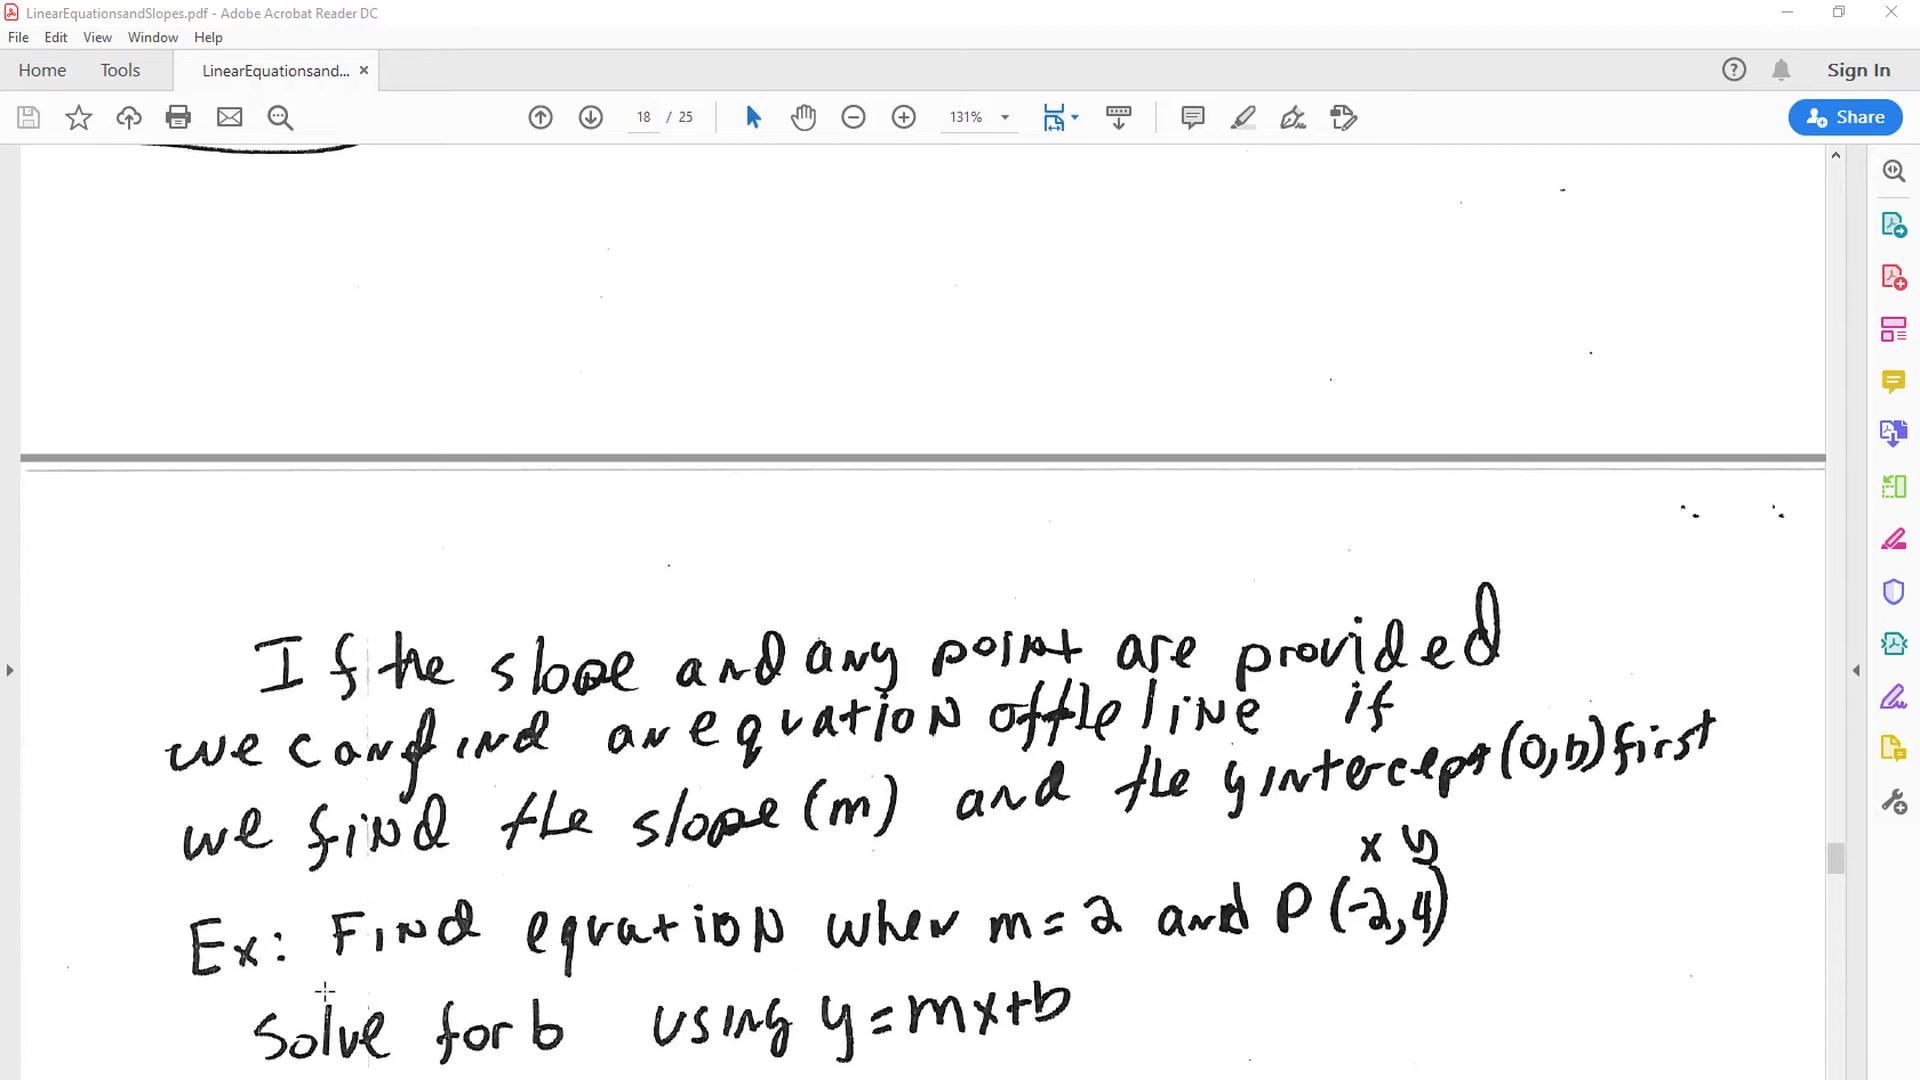 LinearEquationsandSlopes.pdf - Adobe Acrobat Reader DC
File Edit View Window Help
Home Tools LinearEquationsand... × Sign In
18 / 25 131% Share
If the slope and any point are provided
we can find an equation of the line if
we find the slope (m) and the y intercept (0,b) first
x y
Ex: Find equation when m = 2 and P (-2,4)
Solve for b using y = mx+b